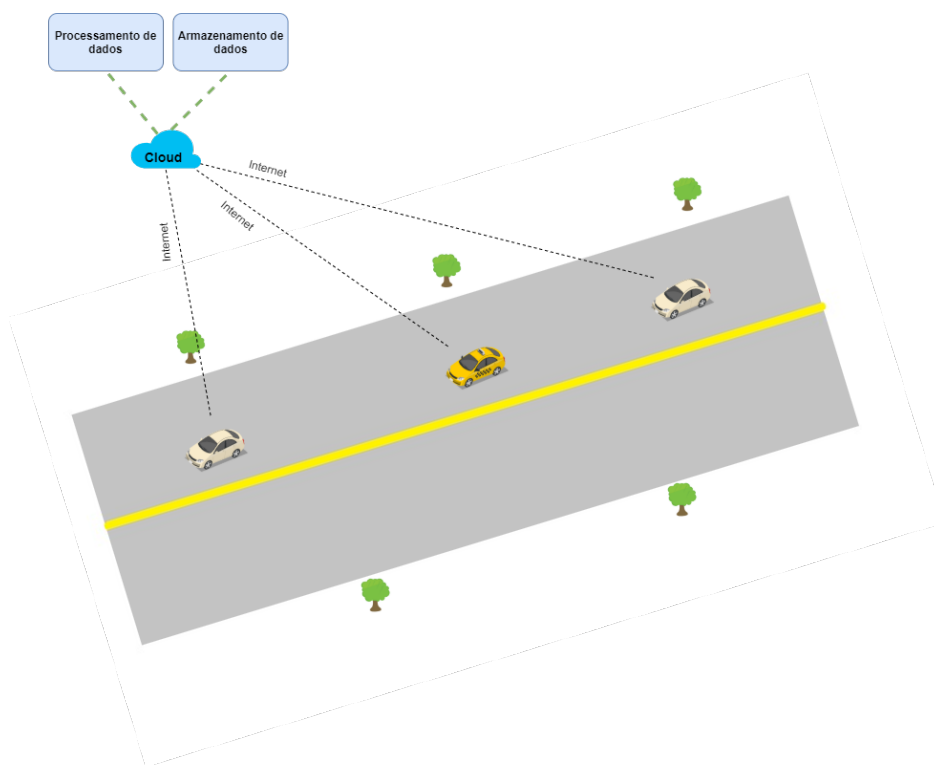 Processamento de
dados
Armazenamento de
dados
Cloud
Internet
Internet
Internet